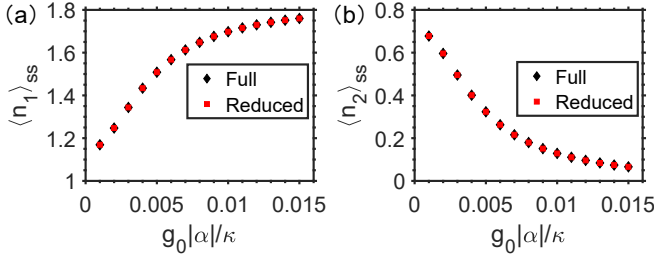 (a)
1.8
1.6
1.4
1.2
1
⟨n₁⟩ss
Full
Reduced
0
0.005
0.01
0.015
g₀|α|/κ
(b)
0.8
0.6
0.4
0.2
0
⟨n₂⟩ss
Full
Reduced
0
0.005
0.01
0.015
g₀|α|/κ